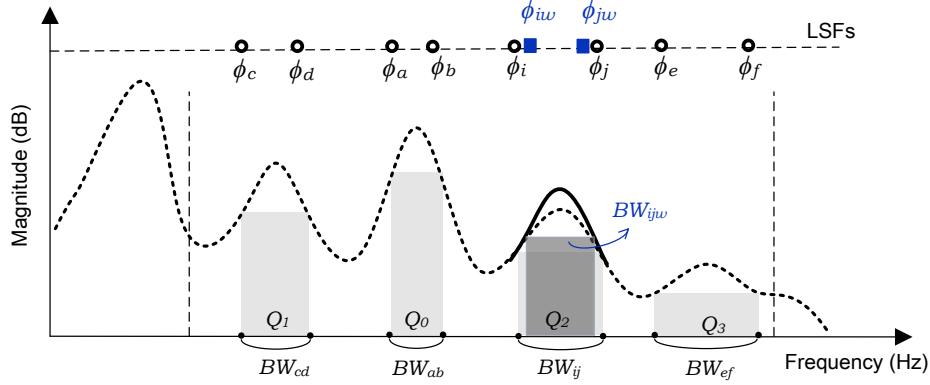 ϕiw ϕjw
LSFs
ϕc ϕd ϕa ϕb ϕi ϕj ϕe ϕf
Magnitude (dB)
BWijw
Q1 Q0 Q2 Q3
BWcd BWab BWij BWef
Frequency (Hz)